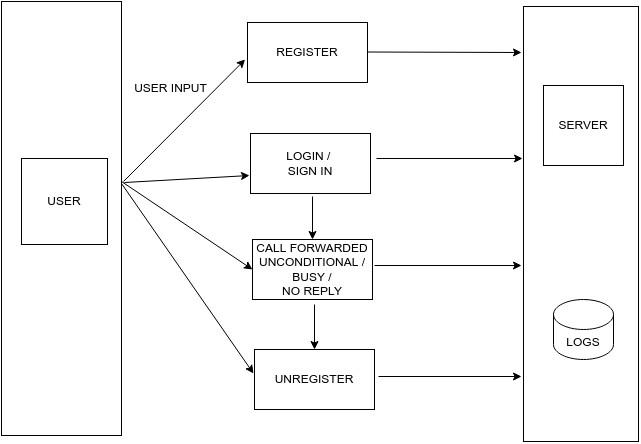 USER
USER INPUT
REGISTER
LOGIN /
SIGN IN
CALL FORWARDED
UNCONDITIONAL /
BUSY /
NO REPLY
UNREGISTER
SERVER
LOGS